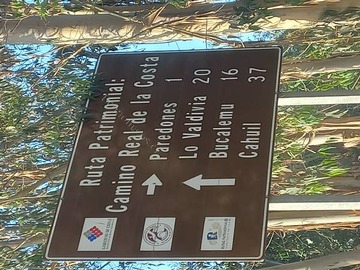 Ruta Patrimonial:
Camino Real de la Costa
→ Paredones 1
Lo Valdivia 20
← Bucalemu 16
Cahuil 37